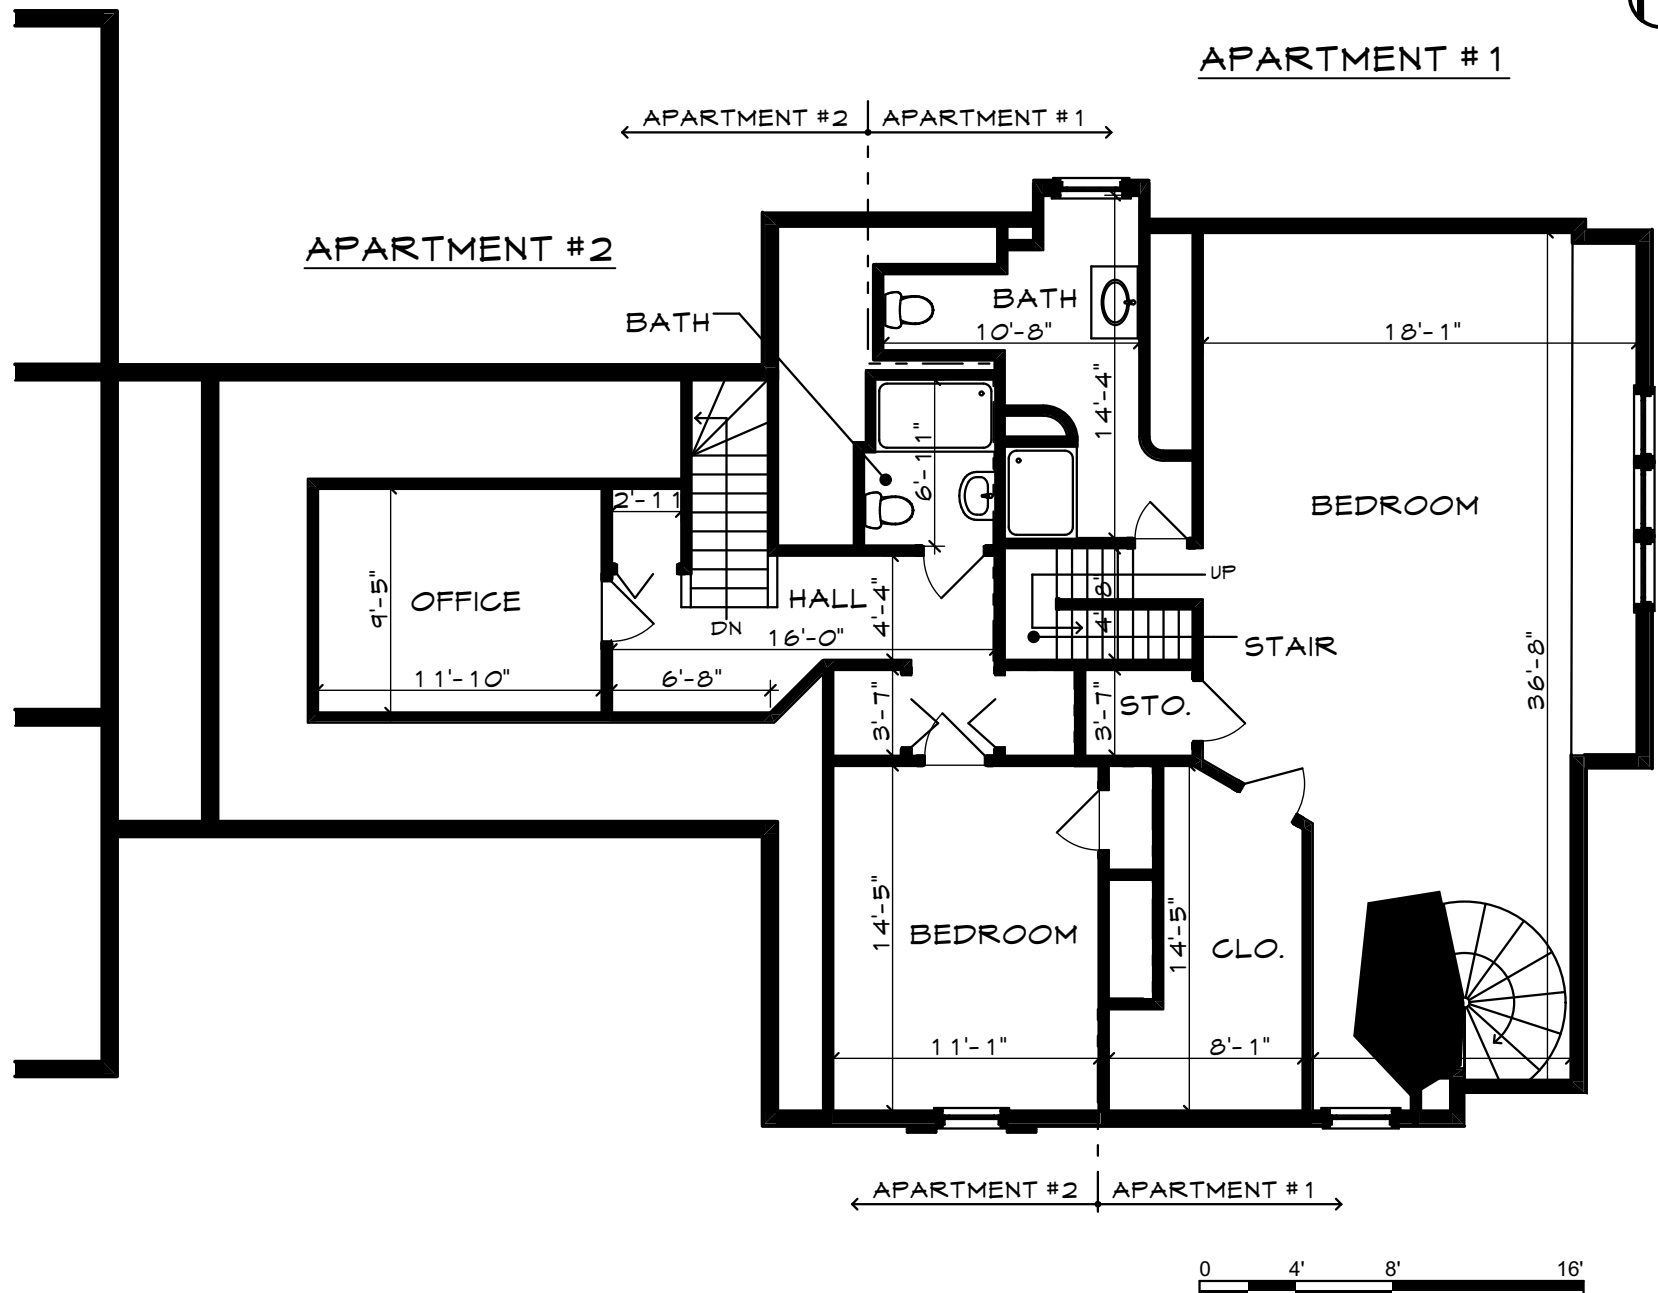 APARTMENT #1
APARTMENT #2
APARTMENT #1
APARTMENT #2
BATH
BATH
10'-8"
18'-1"
14'-4"
6'-11"
BEDROOM
2'-11
OFFICE
9'-5"
11'-10"
HALL
4'-4"
DN
16'-0"
6'-8"
UP
4'-8"
STAIR
36'-8"
3'-7"
STO.
3'-7"
14'-5"
BEDROOM
14'-5"
CLO.
11'-1"
8'-1"
APARTMENT #2
APARTMENT #1
0 4' 8' 16'